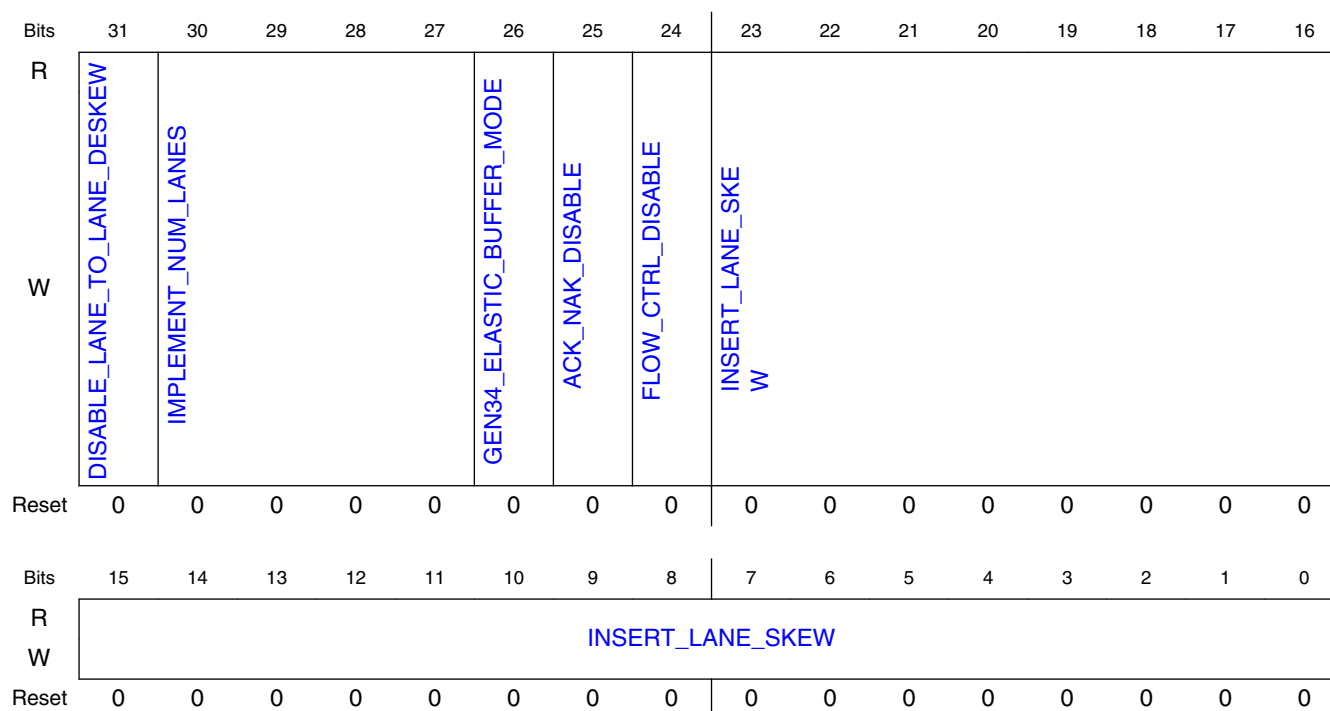 Bits 31 30 29 28 27 26 25 24 23 22 21 20 19 18 17 16
R
W
DISABLE_LANE_TO_LANE_DESKEW
IMPLEMENT_NUM_LANES
GEN34_ELASTIC_BUFFER_MODE
ACK_NAK_DISABLE
FLOW_CTRL_DISABLE
INSERT_LANE_SKE
W
Reset 0 0 0 0 0 0 0 0 0 0 0 0 0 0 0 0
Bits 15 14 13 12 11 10 9 8 7 6 5 4 3 2 1 0
R
INSERT_LANE_SKEW
W
Reset 0 0 0 0 0 0 0 0 0 0 0 0 0 0 0 0